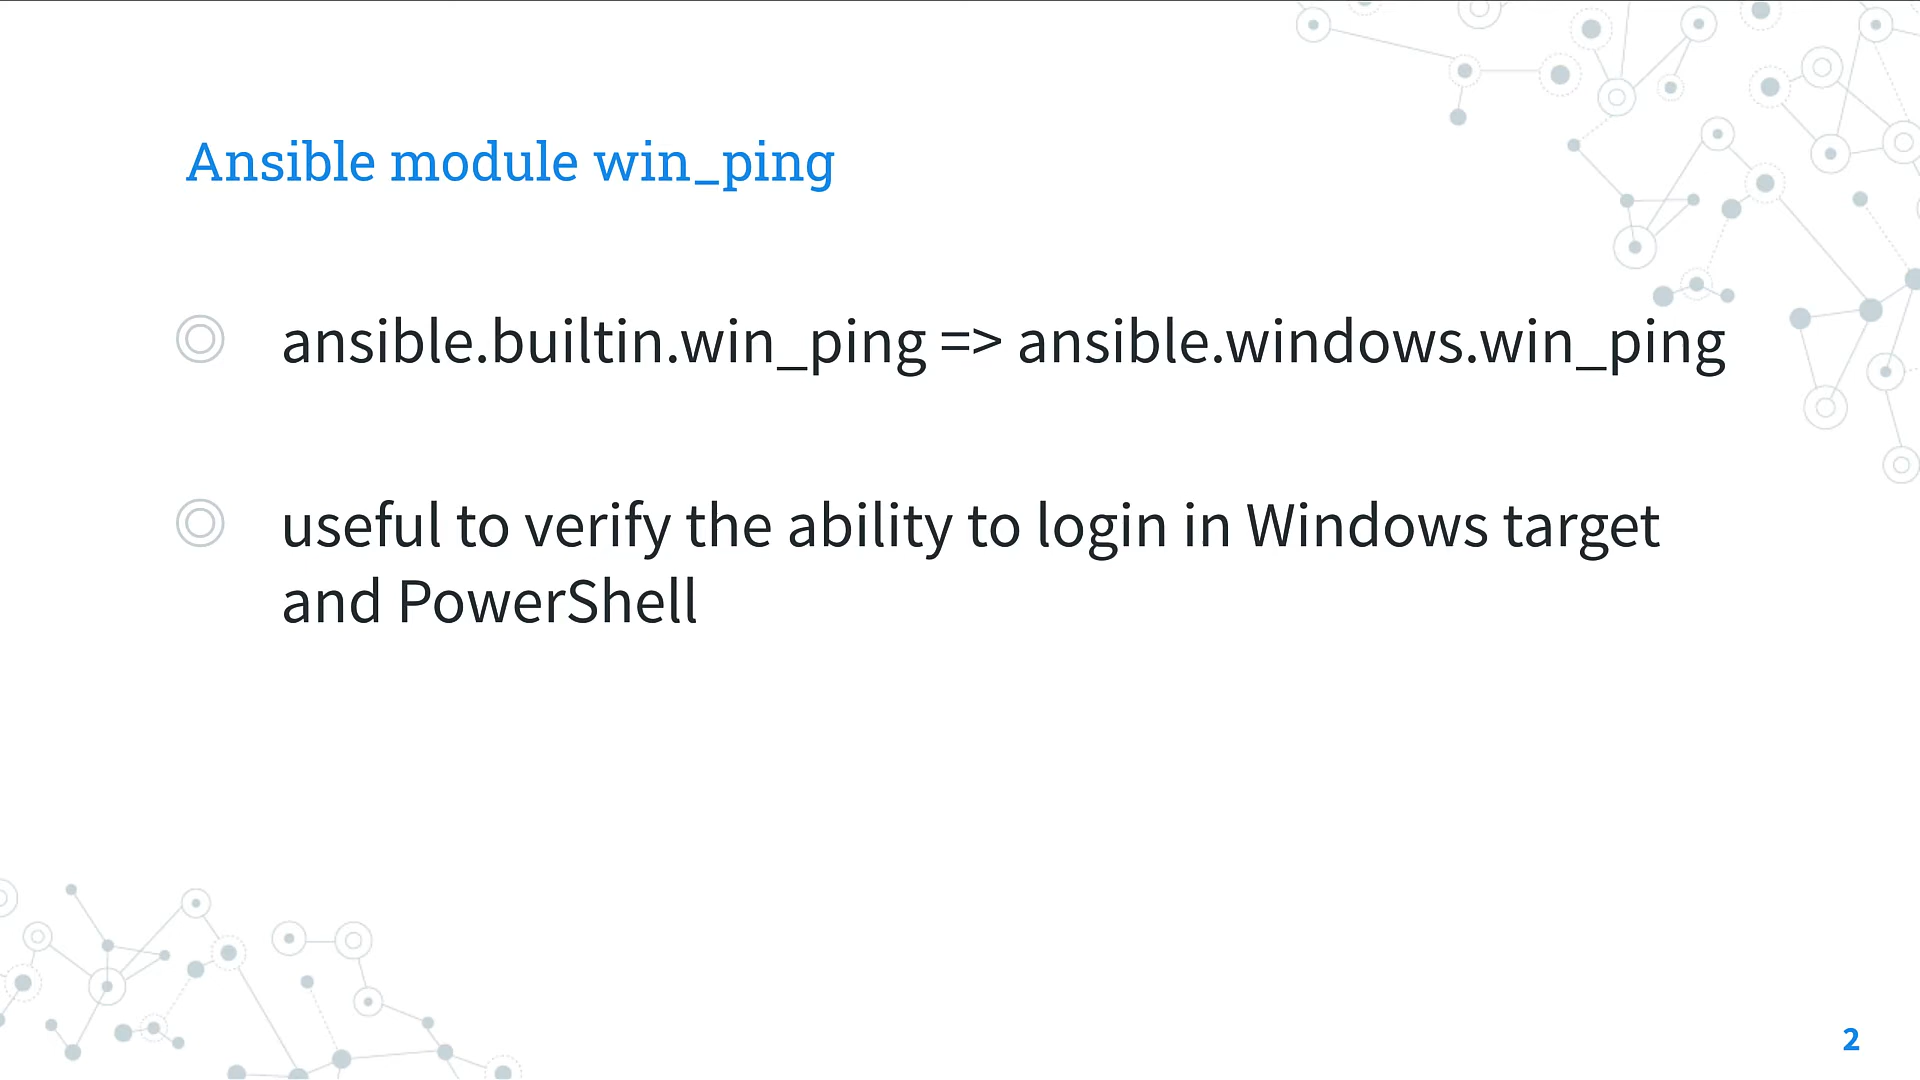 Ansible module win_ping
ansible.builtin.win_ping => ansible.windows.win_ping
useful to verify the ability to login in Windows target
and PowerShell
2